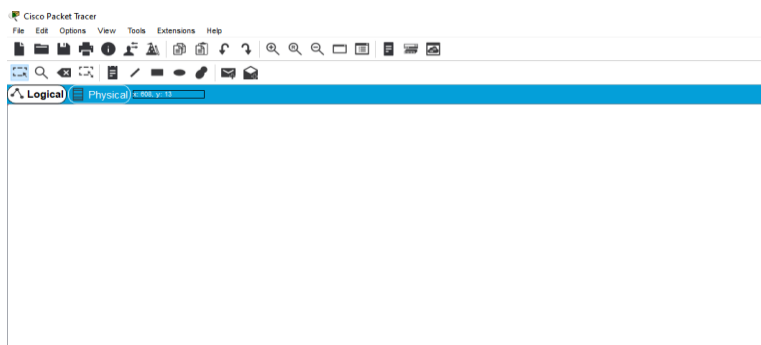 Cisco Packet Tracer
File Edit Options View Tools Extensions Help
Logical Physical x: 808, y: 13